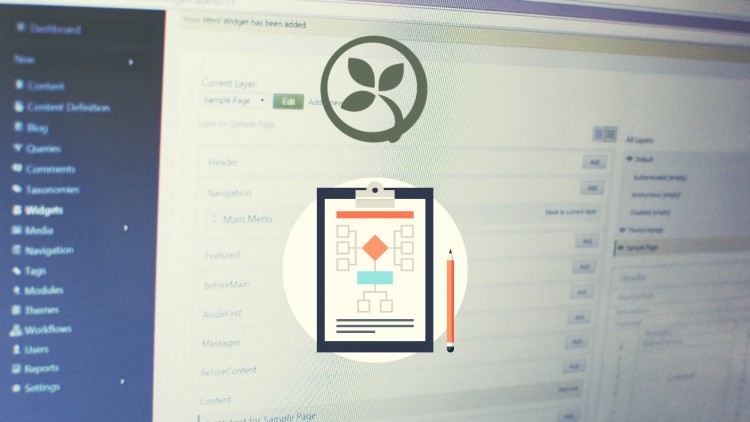 Your Html Widget has been added.
Dashboard
New
Content
Content Definition
Blog
Queries
Comments
Taxonomies
Widgets
Media
Navigation
Tags
Modules
Themes
Workflows
Users
Reports
Settings
Current Layer:
Sample Page
Edit
Add
new
Layer for Sample Page
Header
Add
Navigation
Add
Main Menu
Move to current layer
Featured
Add
BeforeMain
Add
AsideFirst
Add
Messages
Add
BeforeContent
Add
Content
Remove
Widget for Sample Page
Add
All Layers:
Default
Authenticated (empty)
Anonymous (empty)
Disabled (empty)
TheHomepage
Sample Page
Header
Navigation